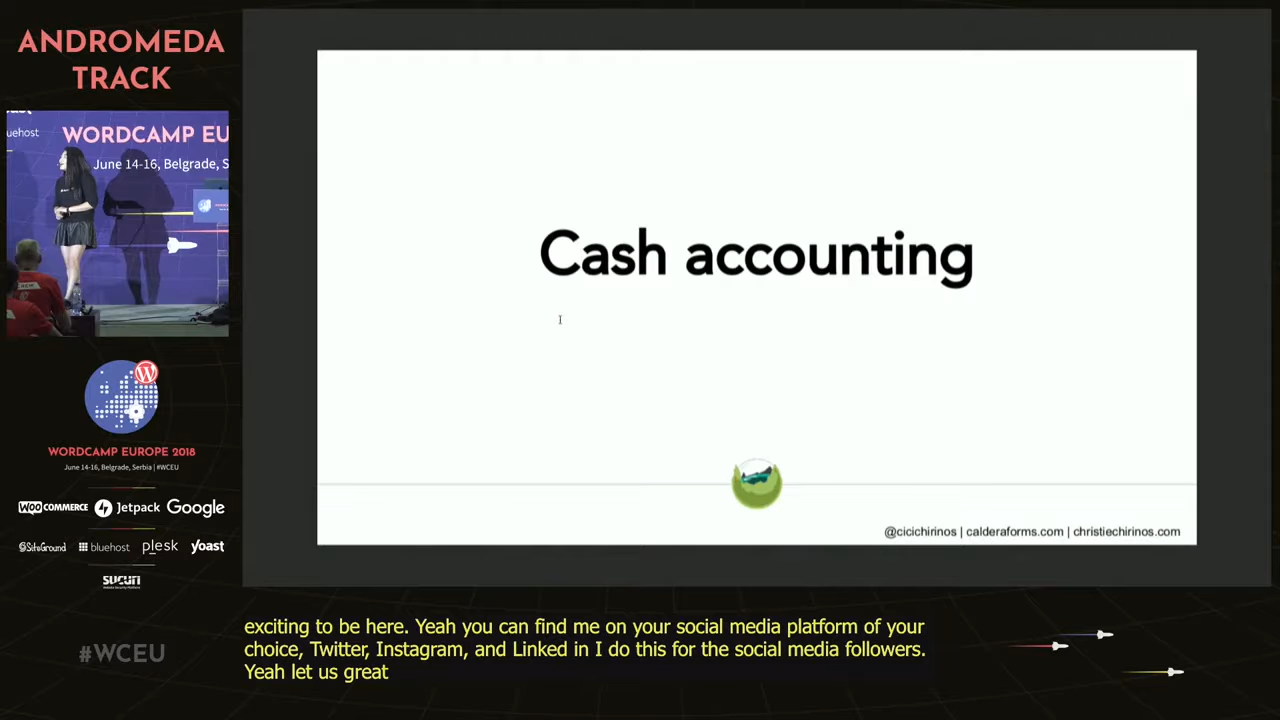 ANDROMEDA
TRACK
uehost
WORDCAMP EU
June 14-16, Belgrade, S
WORDCAMP EUROPE 2018
June 14-16, Belgrade, Serbia | #WCEU
WOO COMMERCE Jetpack Google
SiteGround bluehost plesk yoast
SUCURI
#WCEU
Cash accounting
@cicichirinos | calderaforms.com | christiechirinos.com
exciting to be here. Yeah you can find me on your social media platform of your
choice, Twitter, Instagram, and Linked in I do this for the social media followers.
Yeah let us great